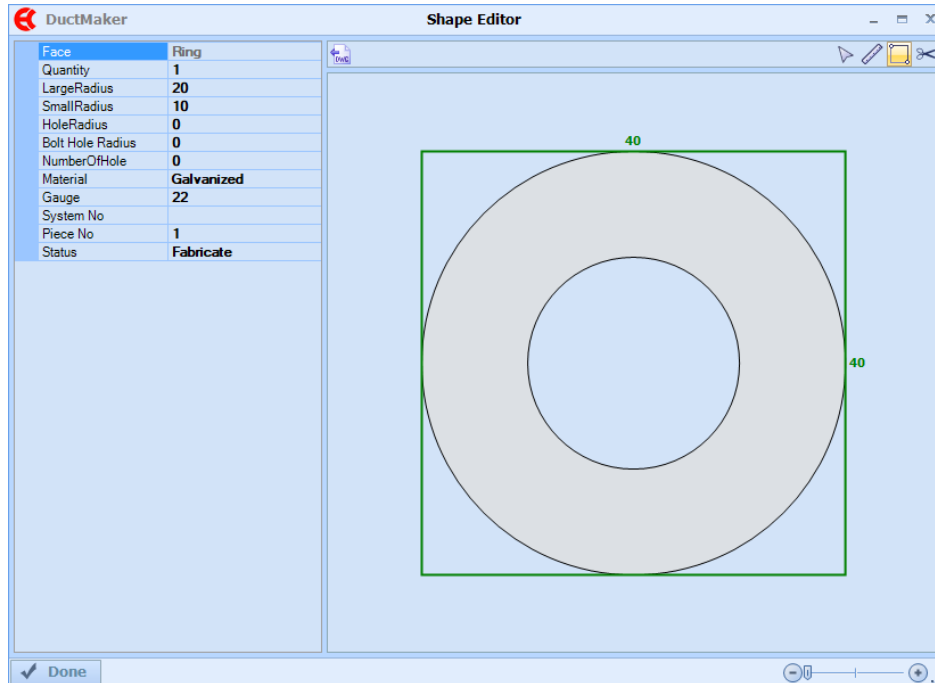 DuctMaker Shape Editor
Face Ring
Quantity 1
LargeRadius 20
SmallRadius 10
HoleRadius 0
Bolt Hole Radius 0
NumberOfHole 0
Material Galvanized
Gauge 22
System No
Piece No 1
Status Fabricate
DWG
40
40
Done